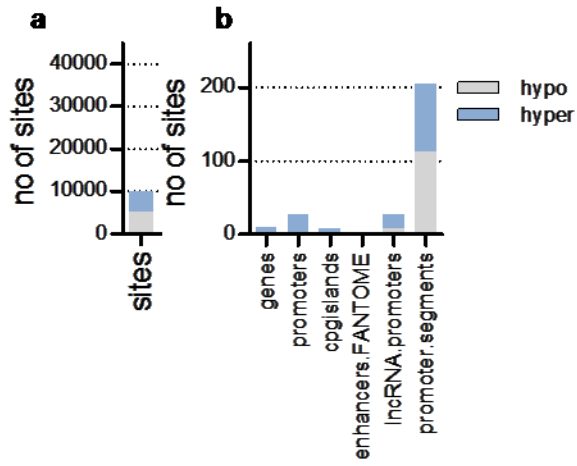 a
b
no of sites
40000
30000
20000
10000
0
sites
no of sites
200
100
0
genes
promoters
cpgislands
enhancers.FANTOME
lncRNA.promoters
promoter.segments
hypo
hyper